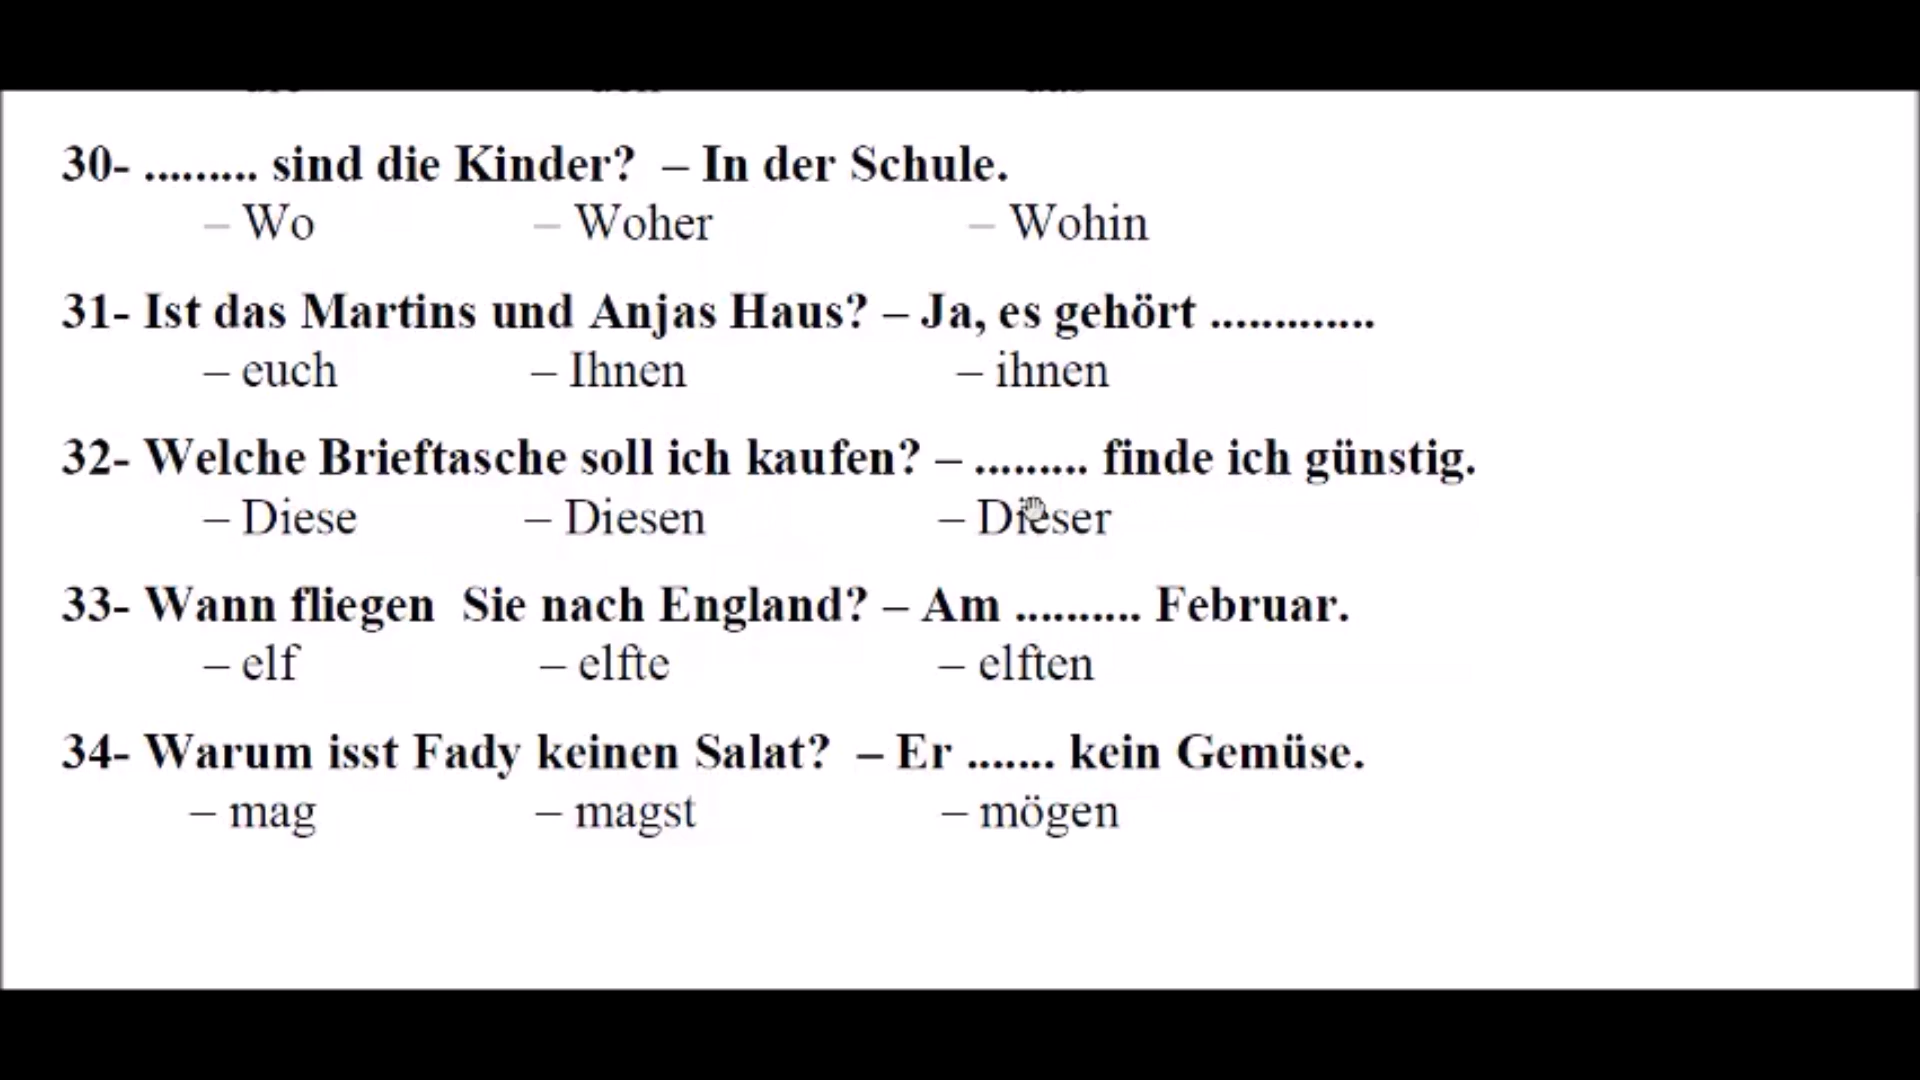 30- ......... sind die Kinder? – In der Schule.
– Wo – Woher – Wohin
31- Ist das Martins und Anjas Haus? – Ja, es gehört .............
– euch – Ihnen – ihnen
32- Welche Brieftasche soll ich kaufen? – ......... finde ich günstig.
– Diese – Diesen – Dieser
33- Wann fliegen Sie nach England? – Am .......... Februar.
– elf – elfte – elften
34- Warum isst Fady keinen Salat? – Er ....... kein Gemüse.
– mag – magst – mögen